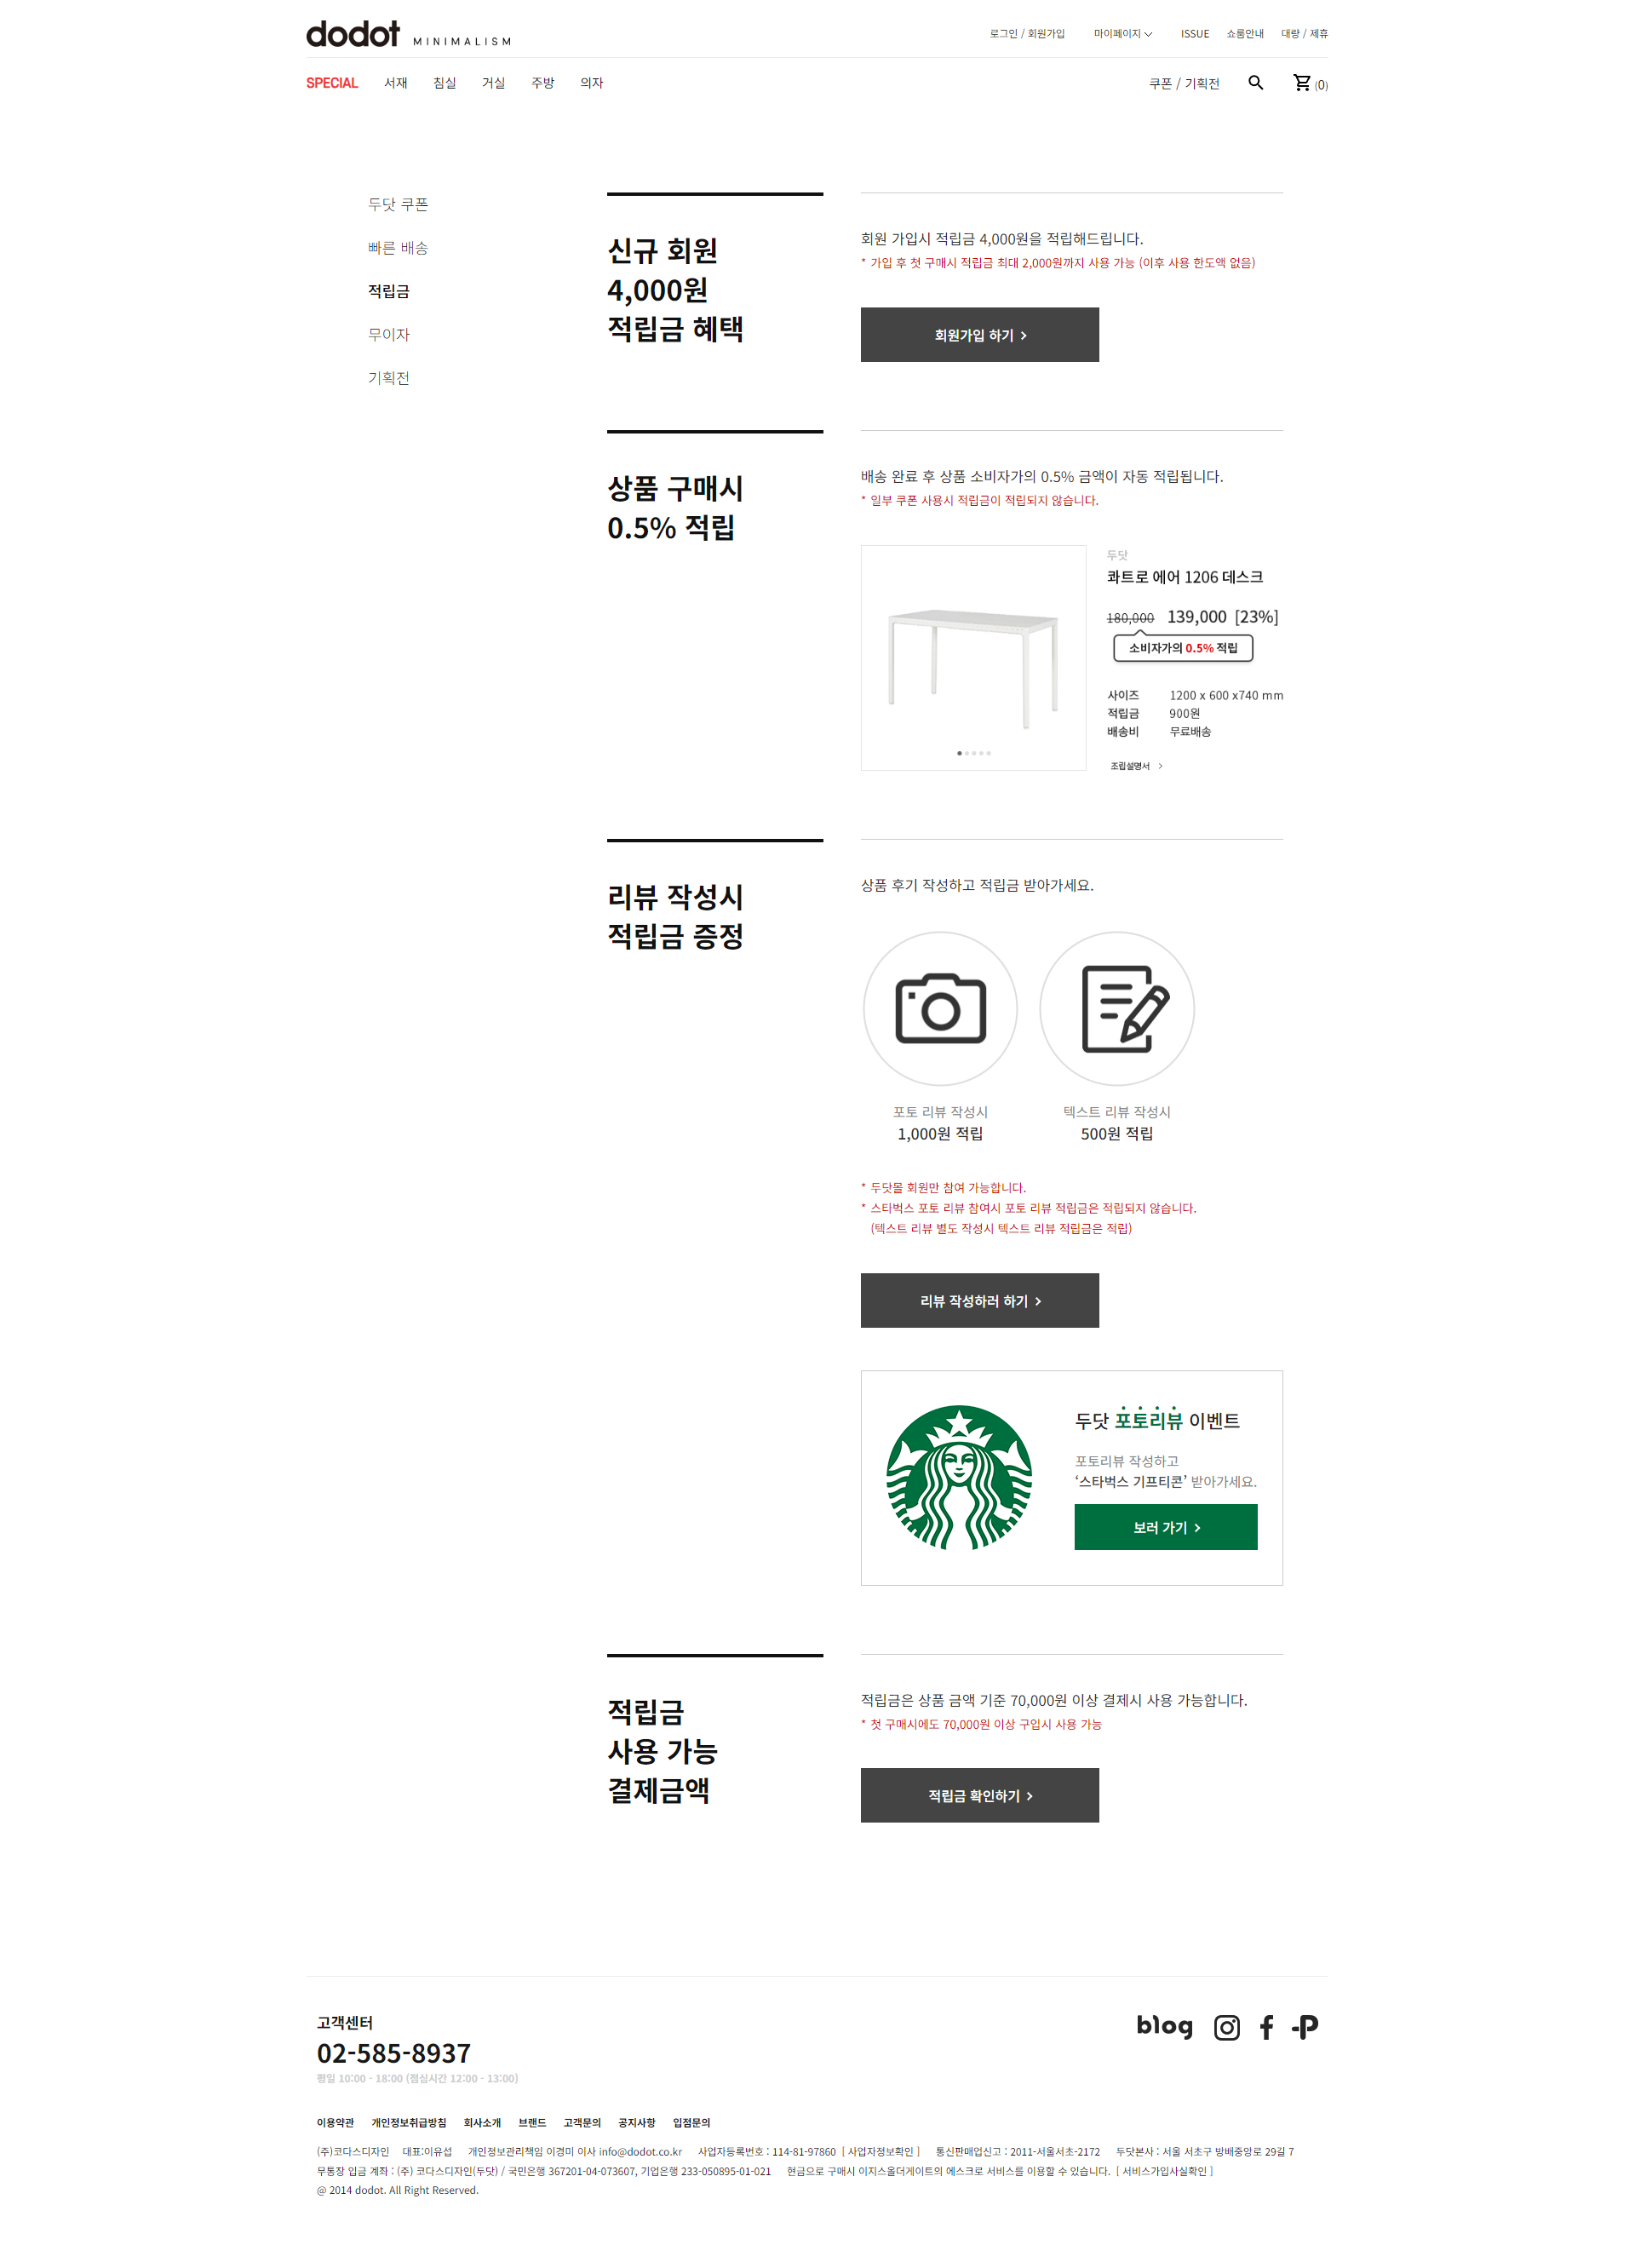 dodot MINIMALISM
로그인 / 회원가입 마이페이지 ISSUE 쇼룸안내 대량 / 제휴
SPECIAL 서재 침실 거실 주방 의자
쿠폰 / 기획전 (0)
두닷 쿠폰
빠른 배송
적립금
무이자
기획전
신규 회원
4,000원
적립금 혜택
회원 가입시 적립금 4,000원을 적립해드립니다.
* 가입 후 첫 구매시 적립금 최대 2,000원까지 사용 가능 (이후 사용 한도액 없음)
회원가입 하기
상품 구매시
0.5% 적립
배송 완료 후 상품 소비자가의 0.5% 금액이 자동 적립됩니다.
* 일부 쿠폰 사용시 적립금이 적립되지 않습니다.
두닷
콰트로 에어 1206 데스크
180,000 139,000 [23%]
소비자가의 0.5% 적립
사이즈 1200 x 600 x740 mm
적립금 900원
배송비 무료배송
조립설명서
리뷰 작성시
적립금 증정
상품 후기 작성하고 적립금 받아가세요.
포토 리뷰 작성시
1,000원 적립
텍스트 리뷰 작성시
500원 적립
* 두닷몰 회원만 참여 가능합니다.
* 스타벅스 포토 리뷰 참여시 포토 리뷰 적립금은 적립되지 않습니다.
(텍스트 리뷰 별도 작성시 텍스트 리뷰 적립금은 적립)
리뷰 작성하러 하기
두닷 포토리뷰 이벤트
포토리뷰 작성하고
‘스타벅스 기프티콘’ 받아가세요.
보러 가기
적립금
사용 가능
결제금액
적립금은 상품 금액 기준 70,000원 이상 결제시 사용 가능합니다.
* 첫 구매시에도 70,000원 이상 구입시 사용 가능
적립금 확인하기
고객센터
02-585-8937
평일 10:00 - 18:00 (점심시간 12:00 - 13:00)
blog
이용약관 개인정보취급방침 회사소개 브랜드 고객문의 공지사항 입점문의
(주)코다스디자인 대표:이유섭 개인정보관리책임 이경미 이사 info@dodot.co.kr 사업자등록번호 : 114-81-97860 [ 사업자정보확인 ] 통신판매업신고 : 2011-서울서초-2172 두닷본사 : 서울 서초구 방배중앙로 29길 7
무통장 입금 계좌 : (주) 코다스디자인(두닷) / 국민은행 367201-04-073607, 기업은행 233-050895-01-021 현금으로 구매시 이지스올더게이트의 에스크로 서비스를 이용할 수 있습니다. [ 서비스가입사실확인 ]
@ 2014 dodot. All Right Reserved.